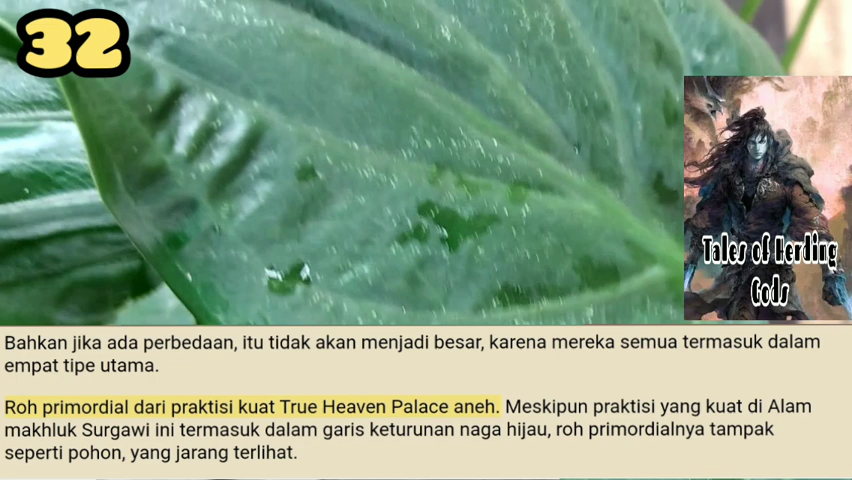 32
Tales of Herding
Gods
Bahkan jika ada perbedaan, itu tidak akan menjadi besar, karena mereka semua termasuk dalam
empat tipe utama.
Roh primordial dari praktisi kuat True Heaven Palace aneh. Meskipun praktisi yang kuat di Alam
makhluk Surgawi ini termasuk dalam garis keturunan naga hijau, roh primordialnya tampak
seperti pohon, yang jarang terlihat.